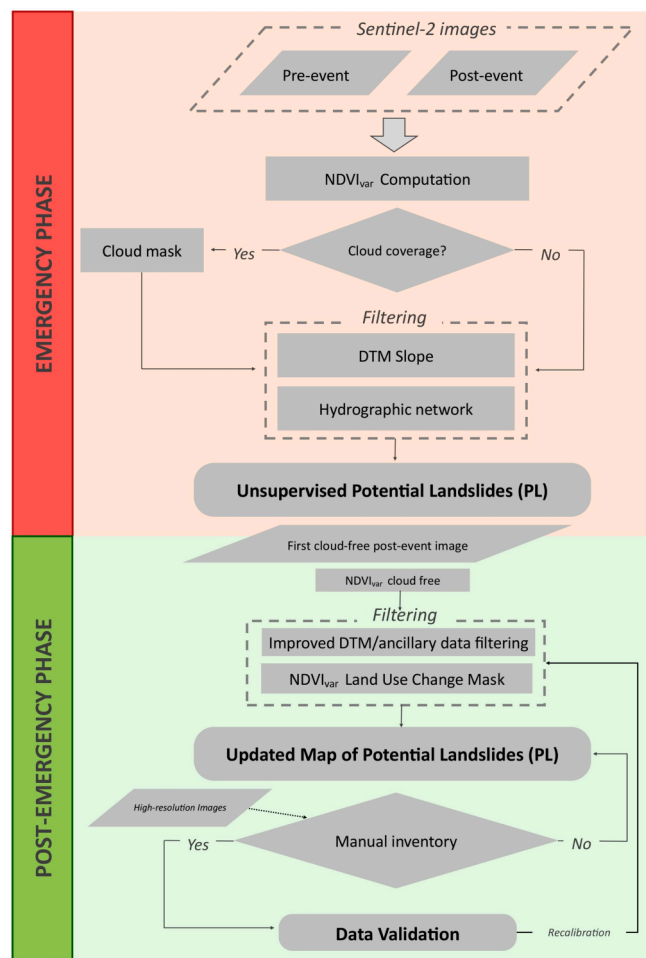 EMERGENCY PHASE
Sentinel-2 images
Pre-event
Post-event
NDVIvar Computation
Cloud mask
Yes
Cloud coverage?
No
Filtering
DTM Slope
Hydrographic network
Unsupervised Potential Landslides (PL)
POST-EMERGENCY PHASE
First cloud-free post-event image
NDVIvar cloud free
Filtering
Improved DTM/ancillary data filtering
NDVIvar Land Use Change Mask
Updated Map of Potential Landslides (PL)
High-resolution Images
Yes
Manual inventory
No
Data Validation
Recalibration